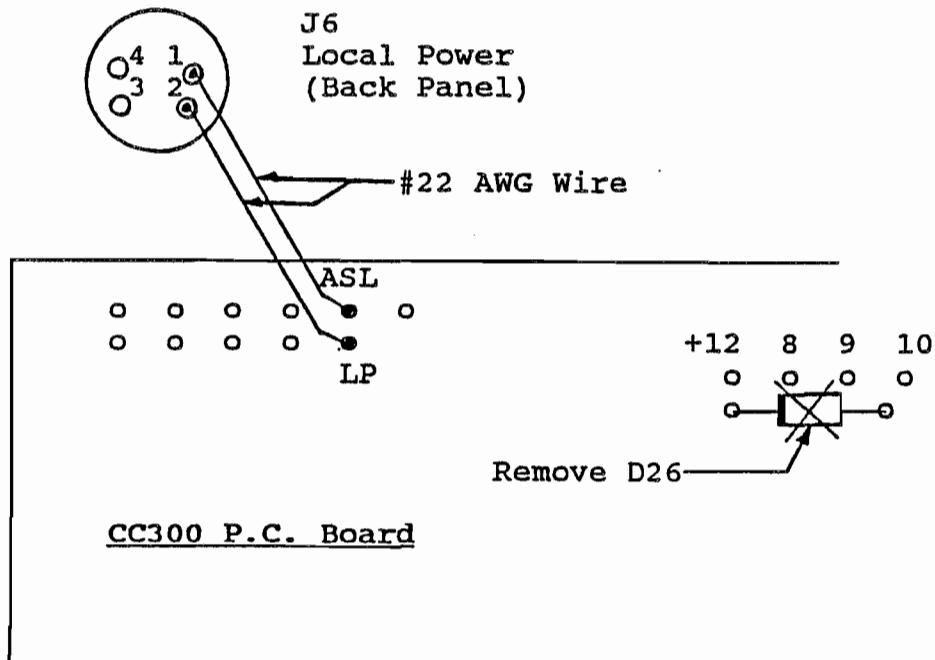 J6
Local Power
(Back Panel)
4 1
3 2
#22 AWG Wire
ASL
LP
+12 8 9 10
Remove D26
CC300 P.C. Board